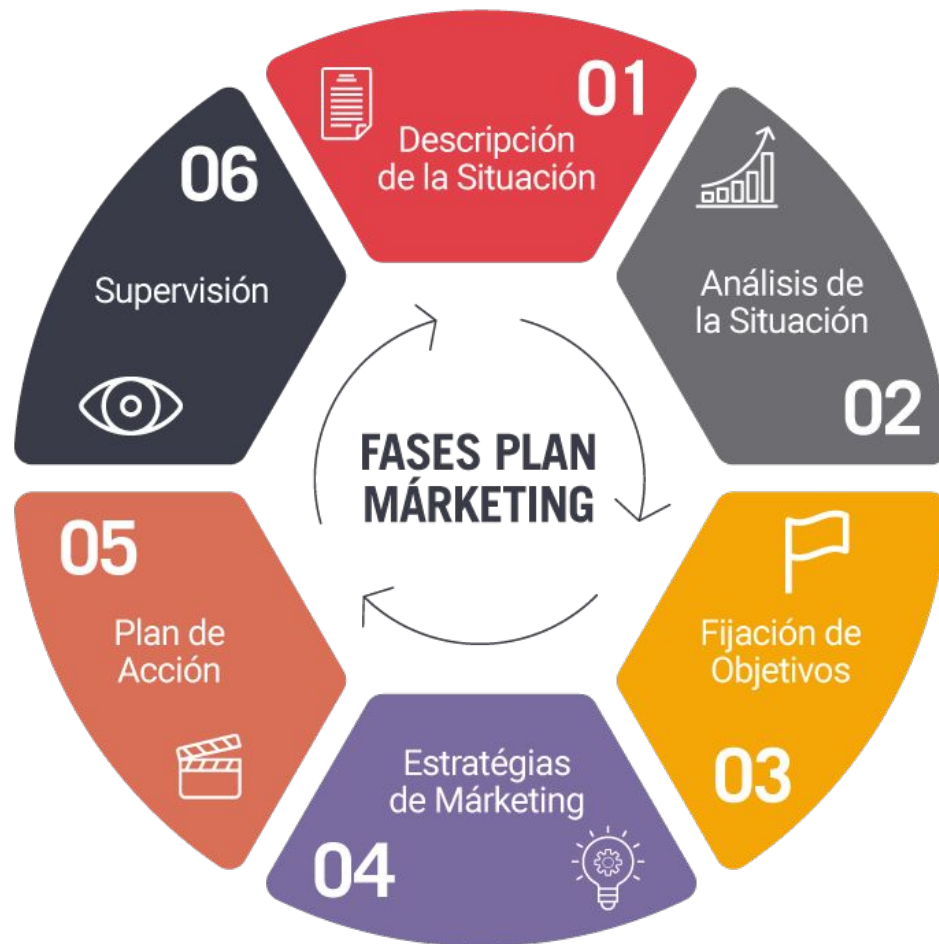 FASES PLAN
MÁRKETING
01
Descripción
de la Situación
Análisis de
la Situación
02
Fijación de
Objetivos
03
Estratégias
de Márketing
04
05
Plan de
Acción
06
Supervisión